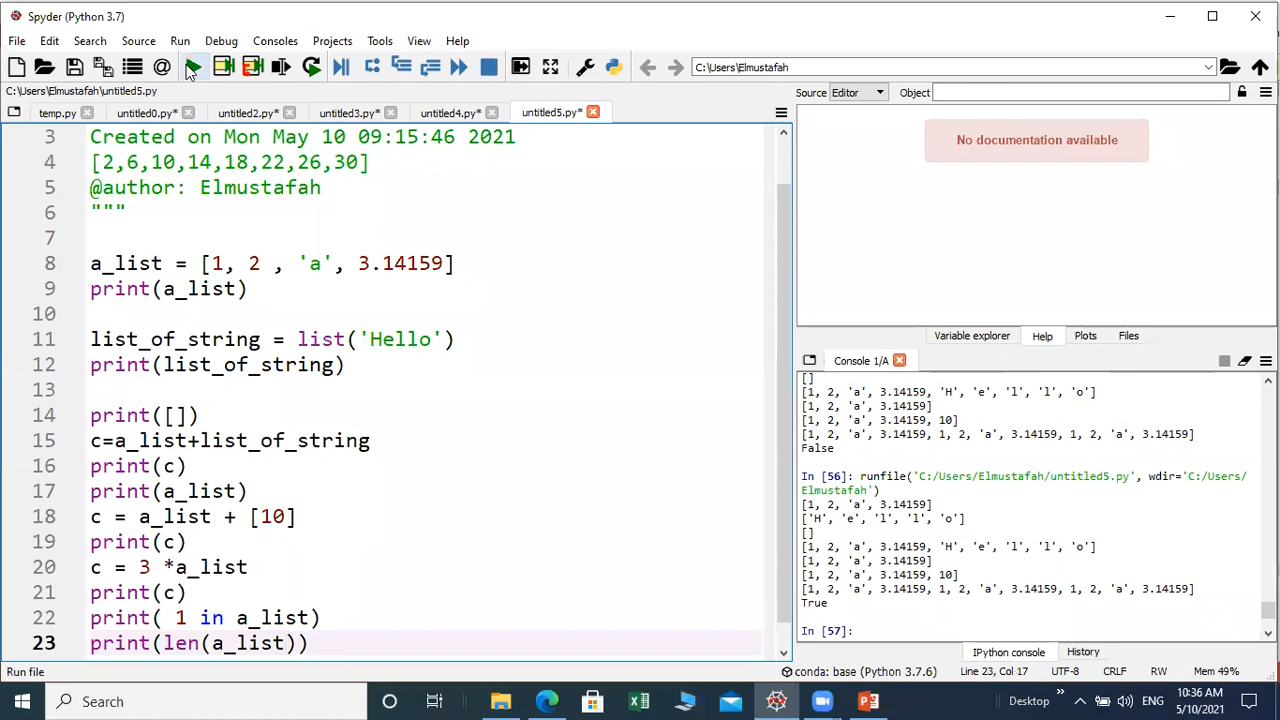 Spyder (Python 3.7)
File Edit Search Source Run Debug Consoles Projects Tools View Help
C:\Users\Elmustafah
C:\Users\Elmustafah\untitled5.py
temp.py untitled0.py* untitled2.py* untitled3.py* untitled4.py* untitled5.py*
3 Created on Mon May 10 09:15:46 2021
4 [2,6,10,14,18,22,26,30]
5 @author: Elmustafah
6 """
7
8 a_list = [1, 2 , 'a', 3.14159]
9 print(a_list)
10
11 list_of_string = list('Hello')
12 print(list_of_string)
13
14 print([])
15 c=a_list+list_of_string
16 print(c)
17 print(a_list)
18 c = a_list + [10]
19 print(c)
20 c = 3 *a_list
21 print(c)
22 print( 1 in a_list)
23 print(len(a_list))
Source Editor Object
No documentation available
Variable explorer Help Plots Files
Console 1/A
[]
[1, 2, 'a', 3.14159, 'H', 'e', 'l', 'l', 'o']
[1, 2, 'a', 3.14159]
[1, 2, 'a', 3.14159, 10]
[1, 2, 'a', 3.14159, 1, 2, 'a', 3.14159, 1, 2, 'a', 3.14159]
False
In [56]: runfile('C:/Users/Elmustafah/untitled5.py', wdir='C:/Users/
Elmustafah')
[1, 2, 'a', 3.14159]
['H', 'e', 'l', 'l', 'o']
[]
[1, 2, 'a', 3.14159, 'H', 'e', 'l', 'l', 'o']
[1, 2, 'a', 3.14159]
[1, 2, 'a', 3.14159, 10]
[1, 2, 'a', 3.14159, 1, 2, 'a', 3.14159, 1, 2, 'a', 3.14159]
True
In [57]:
IPython console History
Run file
conda: base (Python 3.7.6) Line 23, Col 17 UTF-8 CRLF RW Mem 49%
Search
Desktop
ENG
10:36 AM
5/10/2021